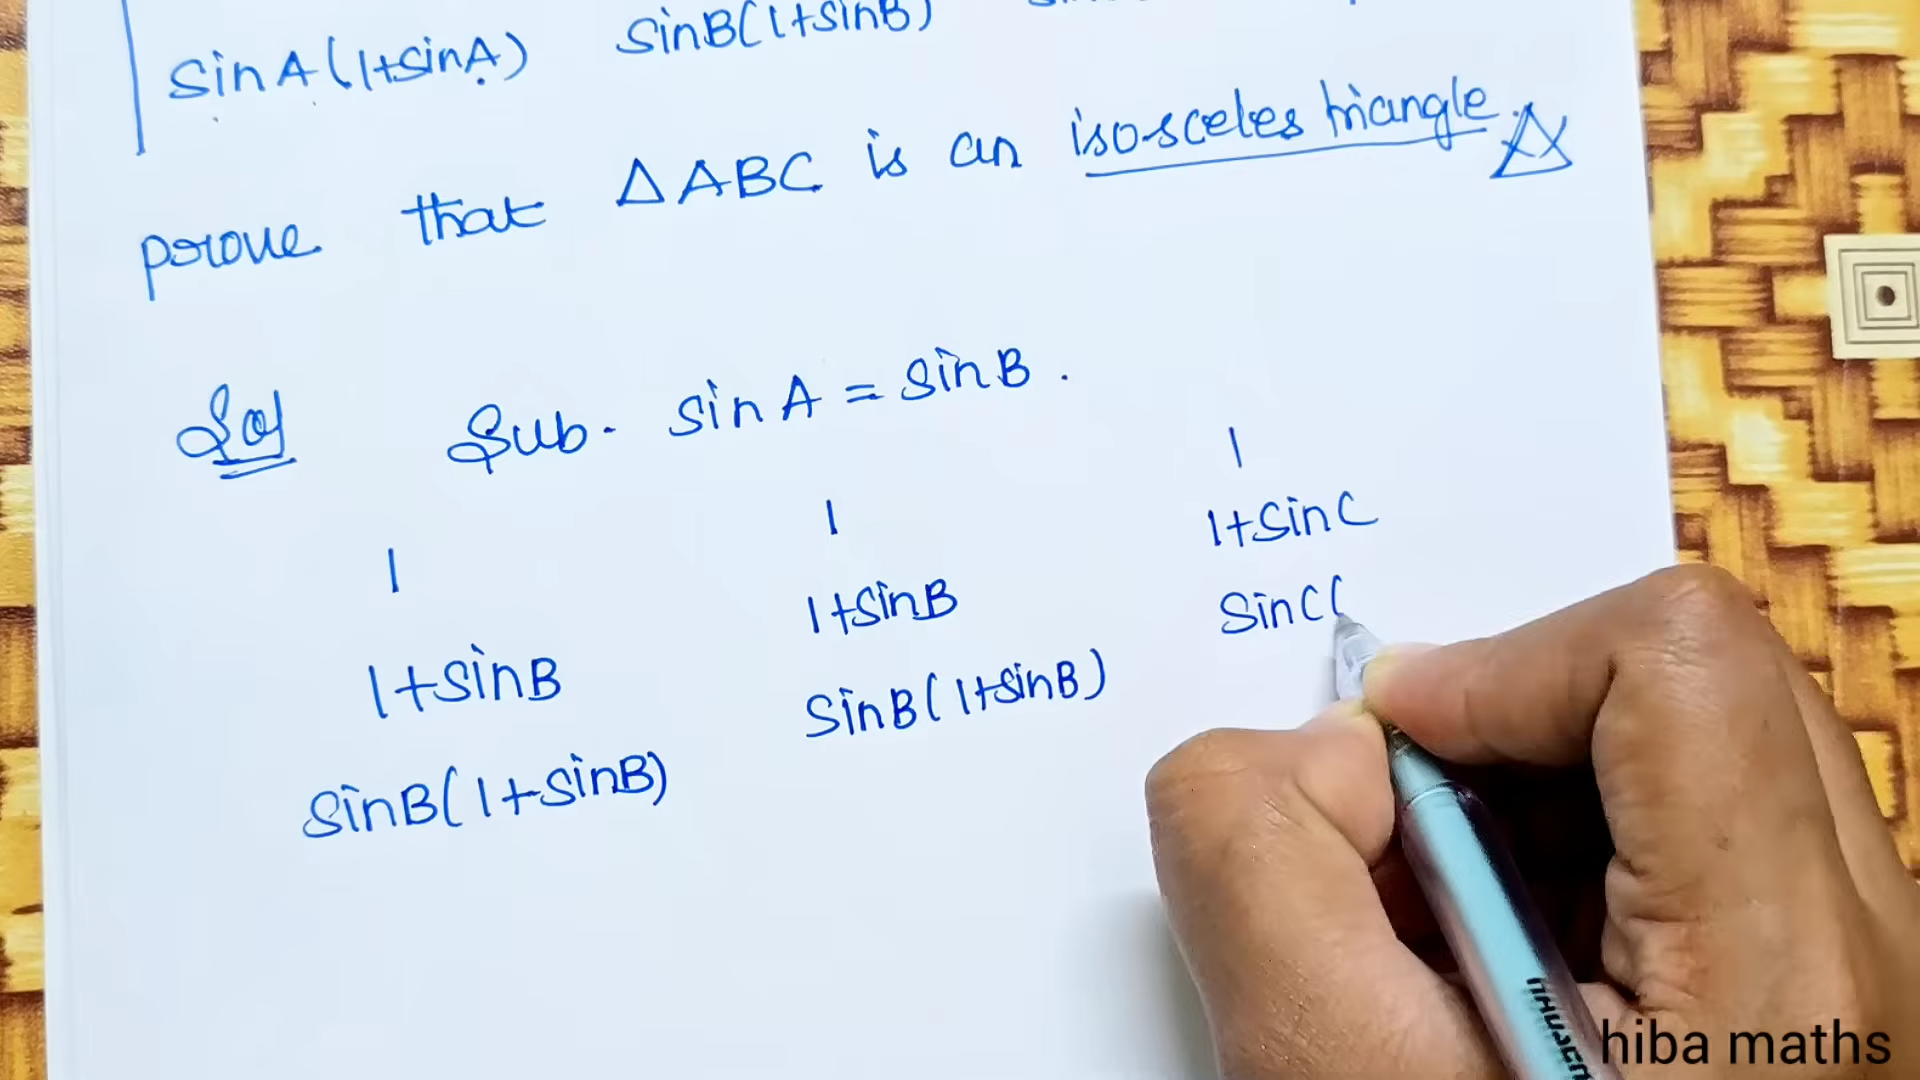 sinA(1+sinA) sinB(1+sinB)
prove that ΔABC is an isosceles triangle.
Sol Sub. sinA = sinB.
1 1 1
1+sinB 1+sinB 1+sinC
sinB(1+sinB) sinB(1+sinB) sinC(
hiba maths